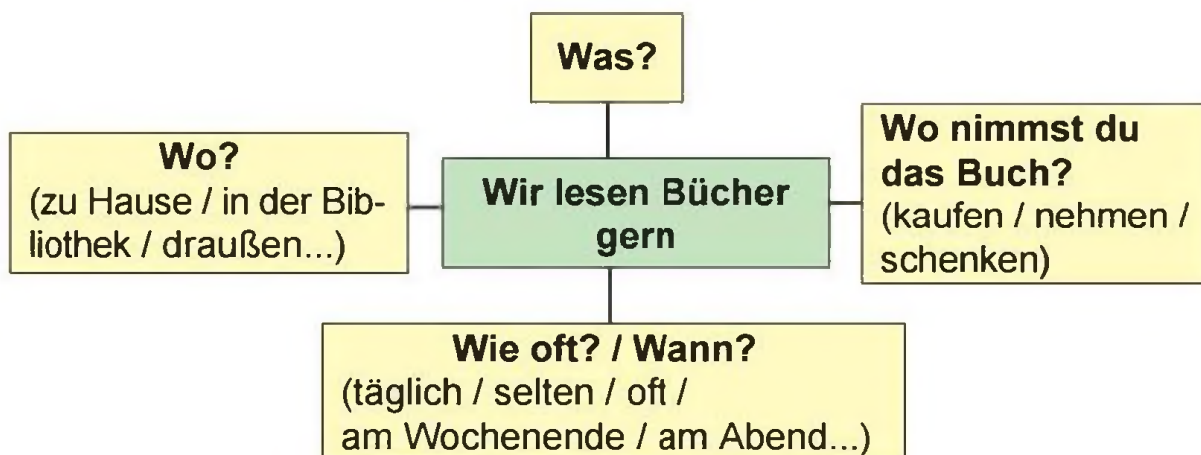 Was?
Wo?
(zu Hause / in der Bib-
liothek / draußen...)
Wir lesen Bücher
gern
Wo nimmst du
das Buch?
(kaufen / nehmen /
schenken)
Wie oft? / Wann?
(täglich / selten / oft /
am Wochenende / am Abend...)